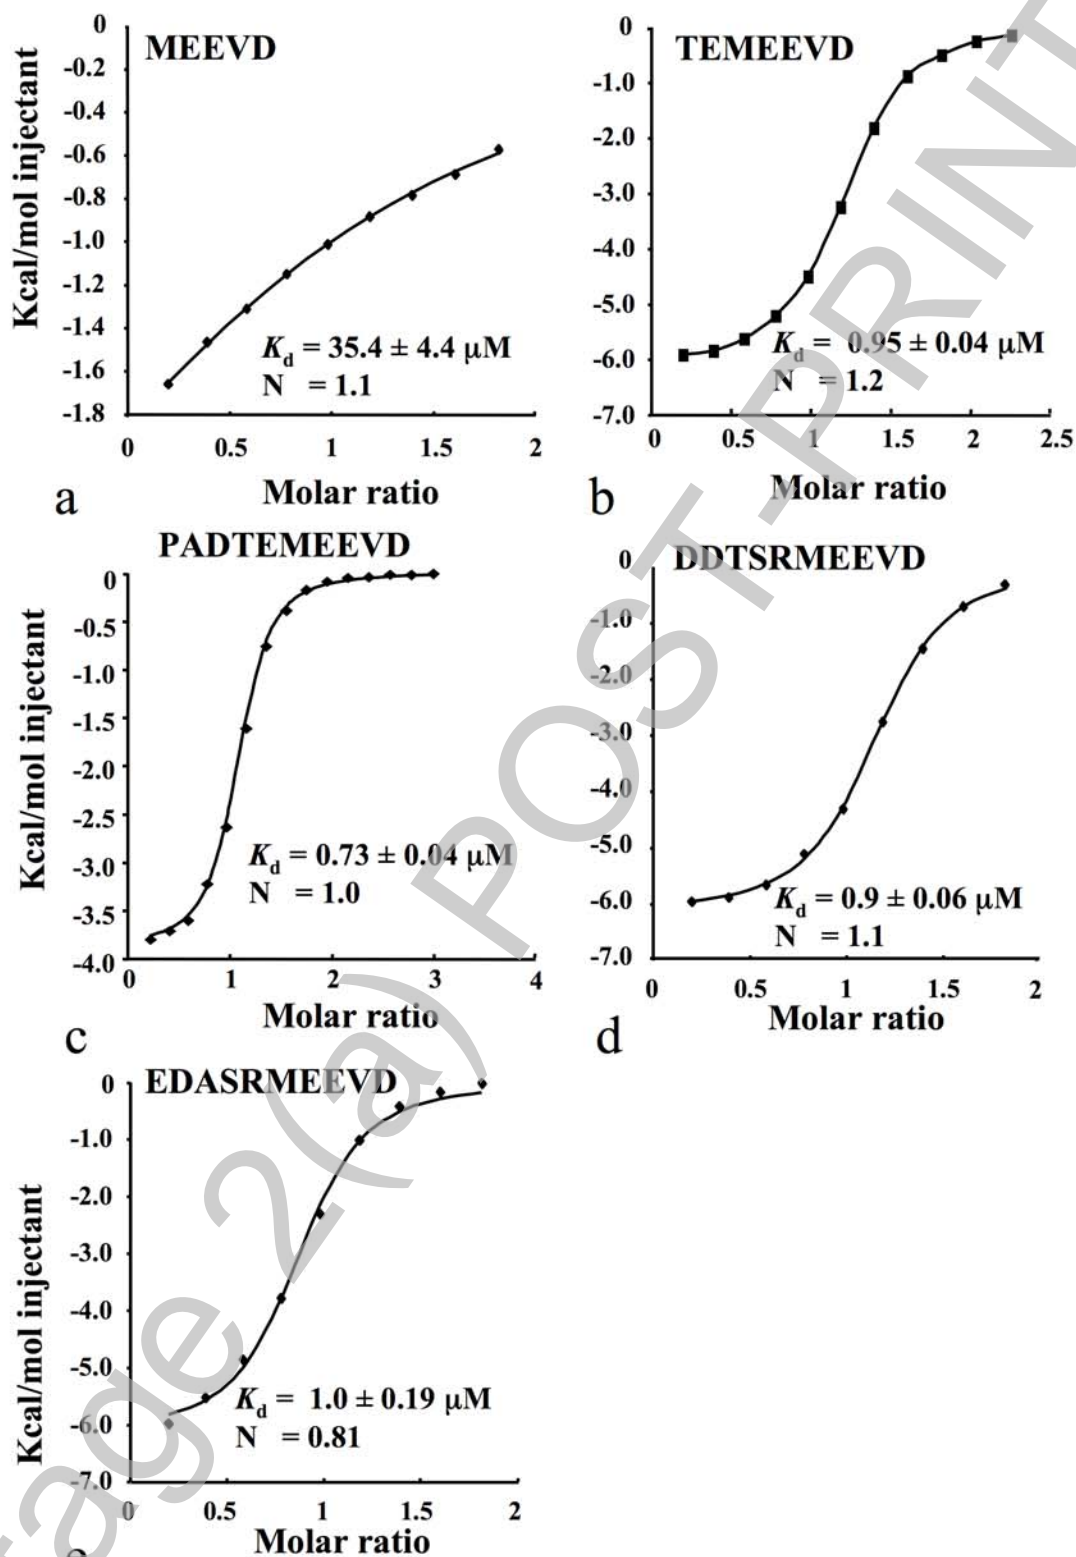 MEEVD
Kcal/mol injectant
0
-0.2
-0.4
-0.6
-0.8
-1.0
-1.2
-1.4
-1.6
-1.8
Kd = 35.4 ± 4.4 µM
N = 1.1
0 0.5 1 1.5 2
Molar ratio
a
TEMEEVD
0
-1.0
-2.0
-3.0
-4.0
-5.0
-6.0
-7.0
Kd = 0.95 ± 0.04 µM
N = 1.2
0 0.5 1 1.5 2 2.5
Molar ratio
b
PADTEMEEVD
Kcal/mol injectant
0
-0.5
-1.0
-1.5
-2.0
-2.5
-3.0
-3.5
-4.0
Kd = 0.73 ± 0.04 µM
N = 1.0
0 1 2 3 4
Molar ratio
c
DDTSRMEEVD
0
-1.0
-2.0
-3.0
-4.0
-5.0
-6.0
-7.0
Kd = 0.9 ± 0.06 µM
N = 1.1
0 0.5 1 1.5 2
Molar ratio
d
EDASRMEEVD
Kcal/mol injectant
0
-1.0
-2.0
-3.0
-4.0
-5.0
-6.0
-7.0
Kd = 1.0 ± 0.19 µM
N = 0.81
0 0.5 1 1.5 2
Molar ratio
age 2(a) POST-PRINT